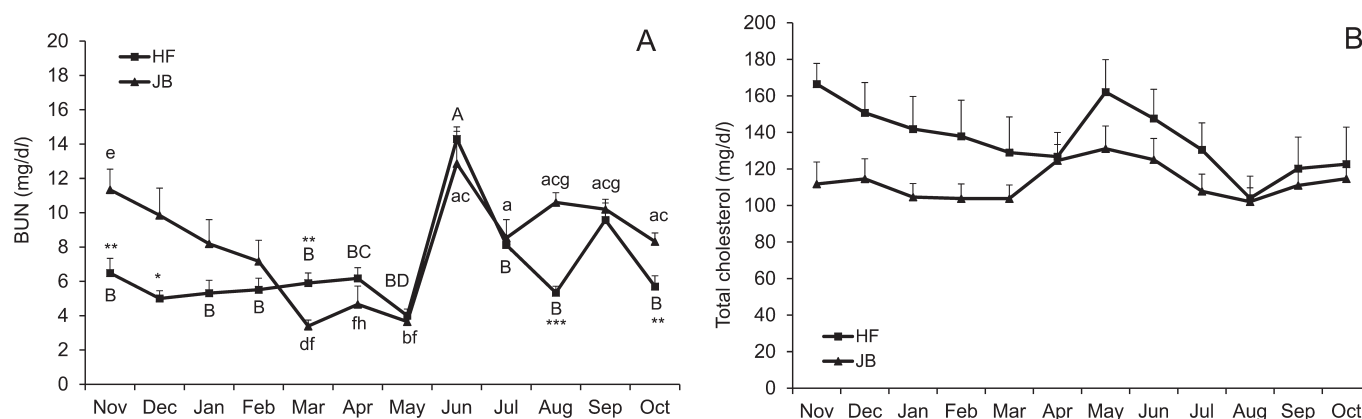 A
BUN (mg/dl)
20
18
16
14
12
10
8
6
4
2
0
HF
JB
e
**
B
*
B
B
**
B
df
BC
fh
BD
bf
A
ac
a
B
acg
B
***
acg
ac
B
**
Nov Dec Jan Feb Mar Apr May Jun Jul Aug Sep Oct
B
Total cholesterol (mg/dl)
200
180
160
140
120
100
80
60
40
20
0
HF
JB
Nov Dec Jan Feb Mar Apr May Jun Jul Aug Sep Oct